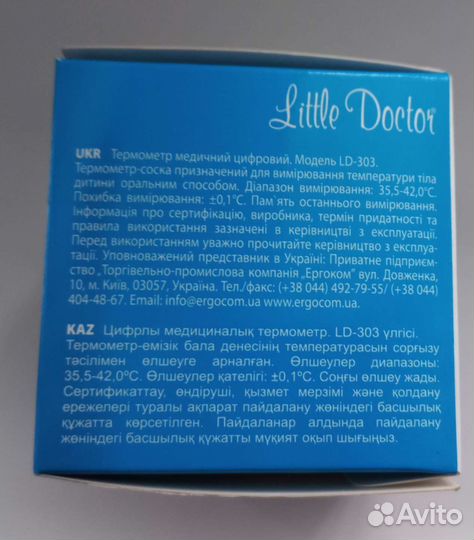 Little Doctor®
UKR Термометр медичний цифровий. Модель LD-303.
Термометр-соска призначений для вимірювання температури тіла
дитини оральним способом. Діапазон вимірювання: 35,5-42,0°С.
Похибка вимірювання: ±0,1°С. Пам`ять останнього вимірювання.
Інформація про сертифікацію, виробника, термін придатності та
правила використання зазначені в керівництві з експлуатації.
Перед використанням уважно прочитайте керівництво з експлуа-
тації. Уповноважений представник в Україні: Приватне підприєм-
ство „Торгівельно-промислова компанія „Ергоком" вул. Довженка,
10, м. Київ, 03057, Україна. Тел./факс: (+38 044) 492-79-55/ (+38 044)
404-48-67. Email: info@ergocom.ua www.ergocom.ua.
KAZ Цифрлы медициналық термометр. LD-303 үлгісі.
Термометр-емізік бала денесінің температурасын сорғызу
тәсілімен өлшеуге арналған. Өлшеулер диапазоны:
35,5-42,0ºС. Өлшеулер қателігі: ±0,1ºС. Соңғы өлшеу жады.
Сертификаттау, өндіруші, қызмет мерзімі және қолдану
ережелері туралы ақпарат пайдалану жөніндегі басшылық
құжатта көрсетілген. Пайдаланар алдында пайдалану
жөніндегі басшылық құжатты мұқият оқып шығыңыз.
Avito